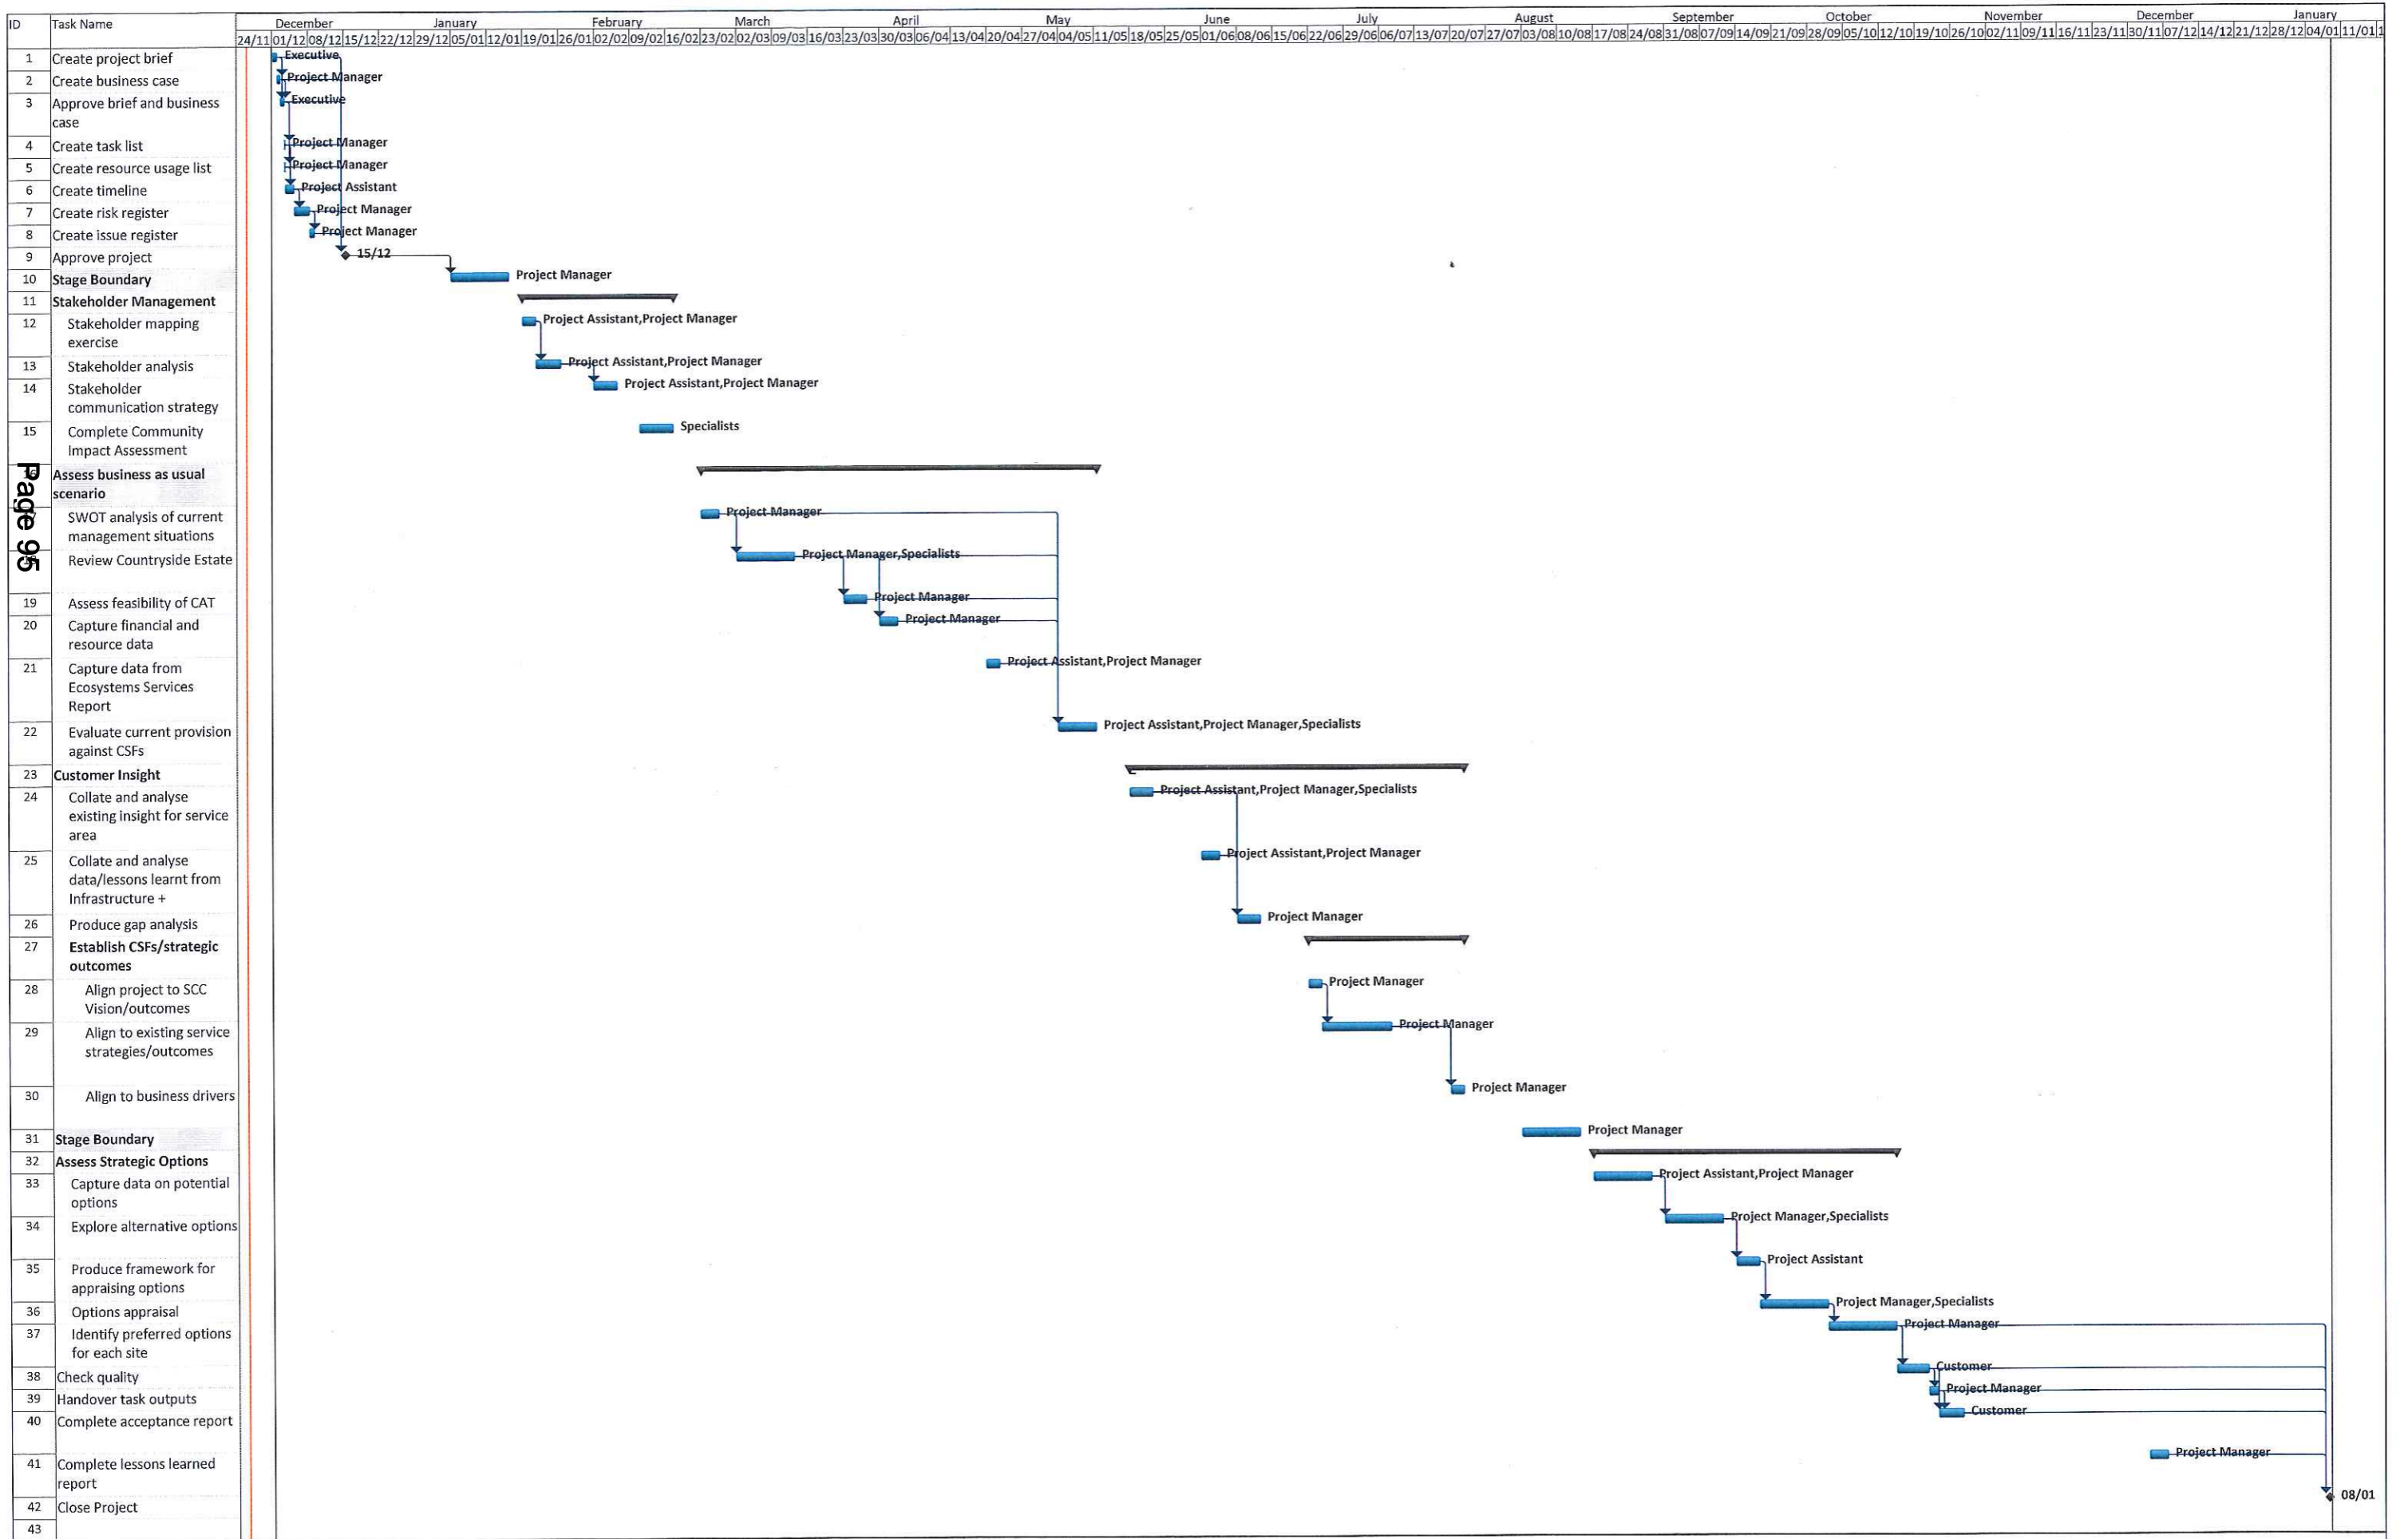 ID Task Name December January February March April May June July August September October November December January
24/11 01/12 08/12 15/12 22/12 29/12 05/01 12/01 19/01 26/01 02/02 09/02 16/02 23/02 02/03 09/03 16/03 23/03 30/03 06/04 13/04 20/04 27/04 04/05 11/05 18/05 25/05 01/06 08/06 15/06 22/06 29/06 06/07 13/07 20/07 27/07 03/08 10/08 17/08 24/08 31/08 07/09 14/09 21/09 28/09 05/10 12/10 19/10 26/10 02/11 09/11 16/11 23/11 30/11 07/12 14/12 21/12 28/12 04/01 11/01 1
1 Create project brief Executive
2 Create business case Project Manager
3 Approve brief and business Executive
case
4 Create task list Project Manager
5 Create resource usage list Project Manager
6 Create timeline Project Assistant
7 Create risk register Project Manager
8 Create issue register Project Manager
9 Approve project 15/12
10 Stage Boundary Project Manager
11 Stakeholder Management
12 Stakeholder mapping Project Assistant,Project Manager
exercise
13 Stakeholder analysis Project Assistant,Project Manager
14 Stakeholder Project Assistant,Project Manager
communication strategy
15 Complete Community Specialists
Impact Assessment
Page 95
Assess business as usual
scenario
SWOT analysis of current Project Manager
management situations
Review Countryside Estate Project Manager,Specialists
19 Assess feasibility of CAT Project Manager
20 Capture financial and Project Manager
resource data
21 Capture data from Project Assistant,Project Manager
Ecosystems Services
Report
22 Evaluate current provision Project Assistant,Project Manager,Specialists
against CSFs
23 Customer Insight
24 Collate and analyse Project Assistant,Project Manager,Specialists
existing insight for service
area
25 Collate and analyse Project Assistant,Project Manager
data/lessons learnt from
Infrastructure +
26 Produce gap analysis Project Manager
27 Establish CSFs/strategic
outcomes
28 Align project to SCC Project Manager
Vision/outcomes
29 Align to existing service Project Manager
strategies/outcomes
30 Align to business drivers Project Manager
31 Stage Boundary Project Manager
32 Assess Strategic Options
33 Capture data on potential Project Assistant,Project Manager
options
34 Explore alternative options Project Manager,Specialists
35 Produce framework for Project Assistant
appraising options
36 Options appraisal Project Manager,Specialists
37 Identify preferred options Project Manager
for each site
38 Check quality Customer
39 Handover task outputs Project Manager
40 Complete acceptance report Customer
41 Complete lessons learned Project Manager
report
42 Close Project 08/01
43